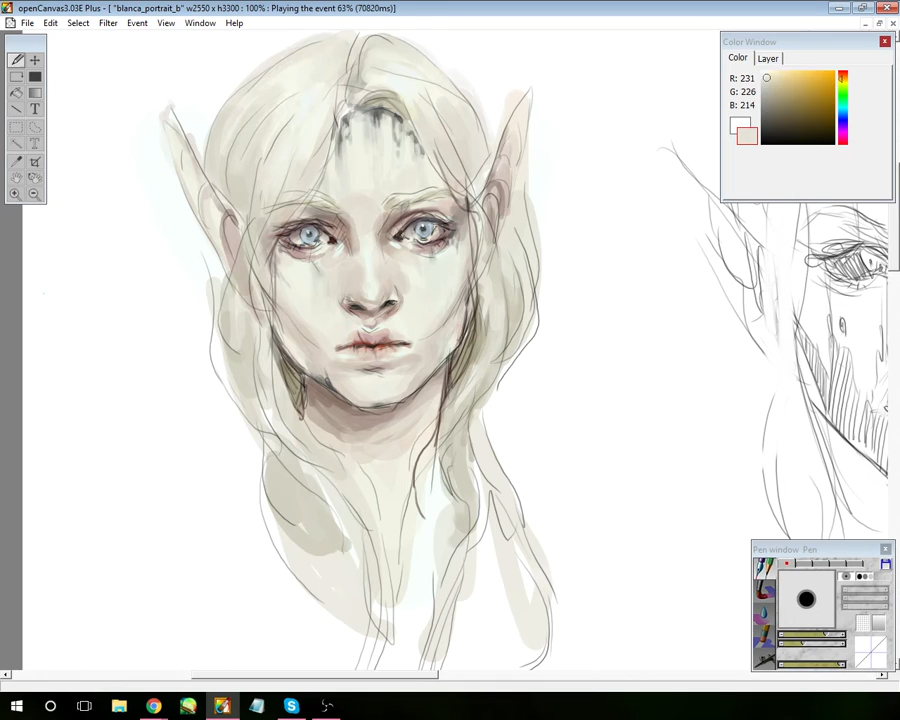 openCanvas3.03E Plus - [ "blanca_portrait_b" w2550 x h3300 : 100% : Playing the event 63% (70820ms)]
File Edit Select Filter Event View Window Help
Color Window
Color Layer
R: 231
G: 226
B: 214
Pen window Pen